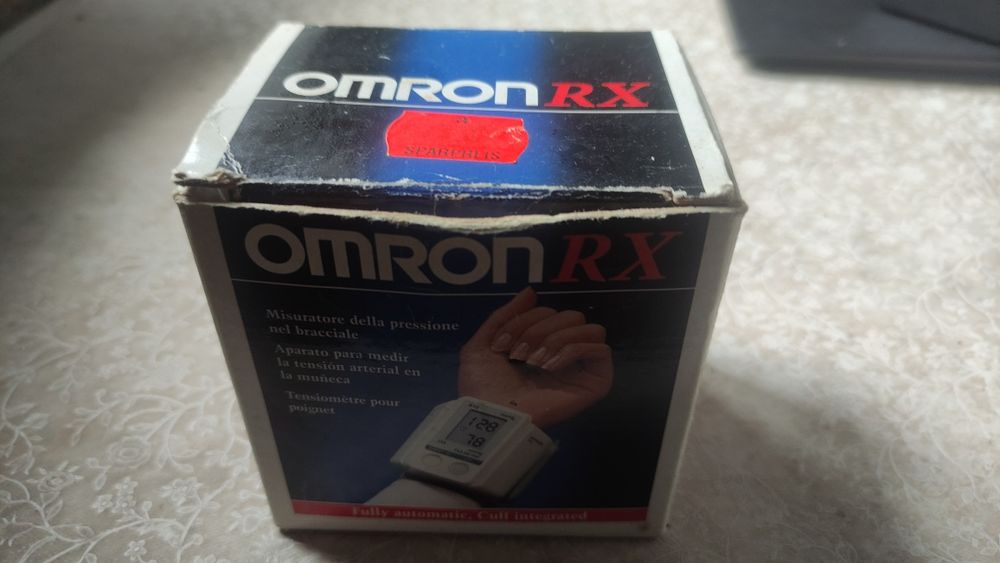 OMRON RX
SPARPREIS
OMRON RX
Misuratore della pressione
nel bracciale
Aparato para medir
la tensión arterial en
la muñeca
Tensiomètre pour
poignet
128
78
Fully automatic, Cuff integrated